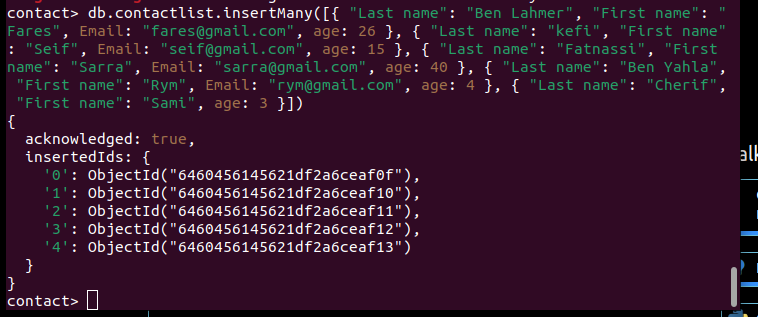 contact> db.contactlist.insertMany([{ "Last name": "Ben Lahmer", "First name": "
Fares", Email: "fares@gmail.com", age: 26 }, { "Last name": "kefi", "First name"
: "Seif", Email: "seif@gmail.com", age: 15 }, { "Last name": "Fatnassi", "First
name": "Sarra", Email: "sarra@gmail.com", age: 40 }, { "Last name": "Ben Yahla",
 "First name": "Rym", Email: "rym@gmail.com", age: 4 }, { "Last name": "Cherif",
 "First name": "Sami", age: 3 }])
{
  acknowledged: true,
  insertedIds: {
    '0': ObjectId("6460456145621df2a6ceaf0f"),
    '1': ObjectId("6460456145621df2a6ceaf10"),
    '2': ObjectId("6460456145621df2a6ceaf11"),
    '3': ObjectId("6460456145621df2a6ceaf12"),
    '4': ObjectId("6460456145621df2a6ceaf13")
  }
}
contact>